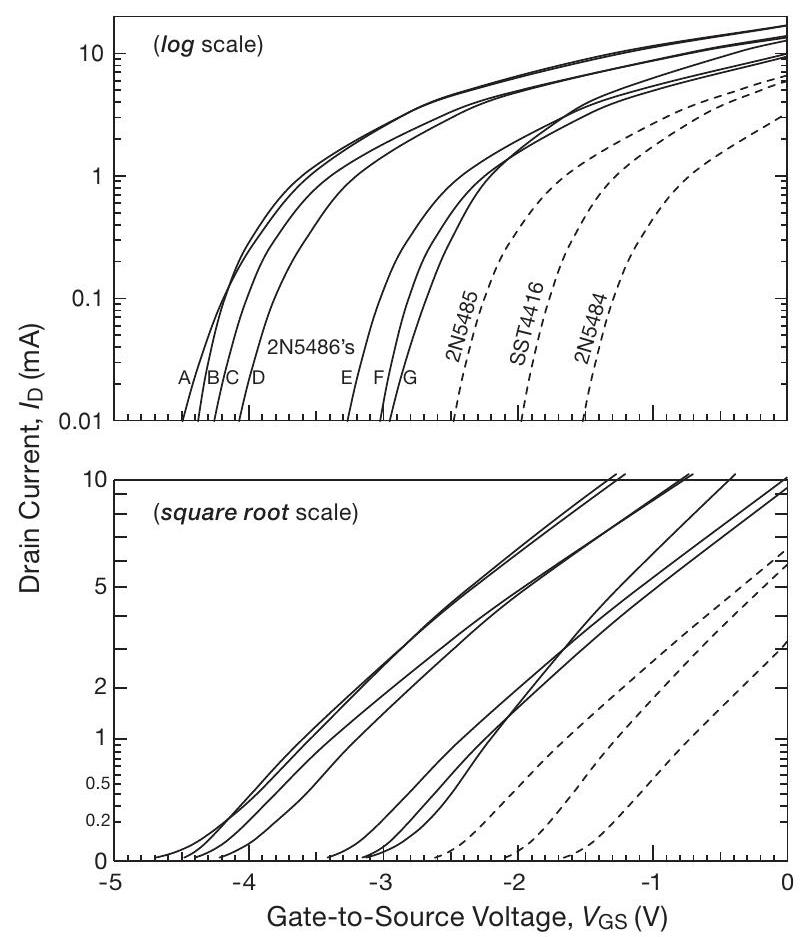 (log scale)
10
1
0.1
0.01
2N5486's
A B C D E F G
2N5485
SST4416
2N5484
Drain Current, ID (mA)
(square root scale)
10
5
2
1
0.5
0.2
0
-5 -4 -3 -2 -1 0
Gate-to-Source Voltage, VGS (V)